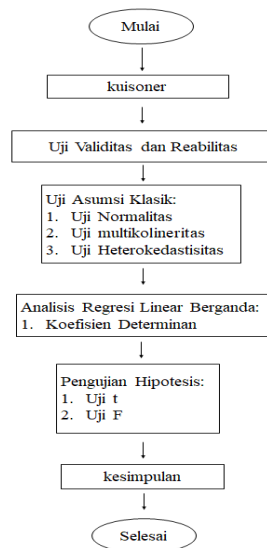 Mulai
kuisoner
Uji Validitas dan Reabilitas
Uji Asumsi Klasik:
1. Uji Normalitas
2. Uji multikolineritas
3. Uji Heterokedastisitas
Analisis Regresi Linear Berganda:
1. Koefisien Determinan
Pengujian Hipotesis:
1. Uji t
2. Uji F
kesimpulan
Selesai